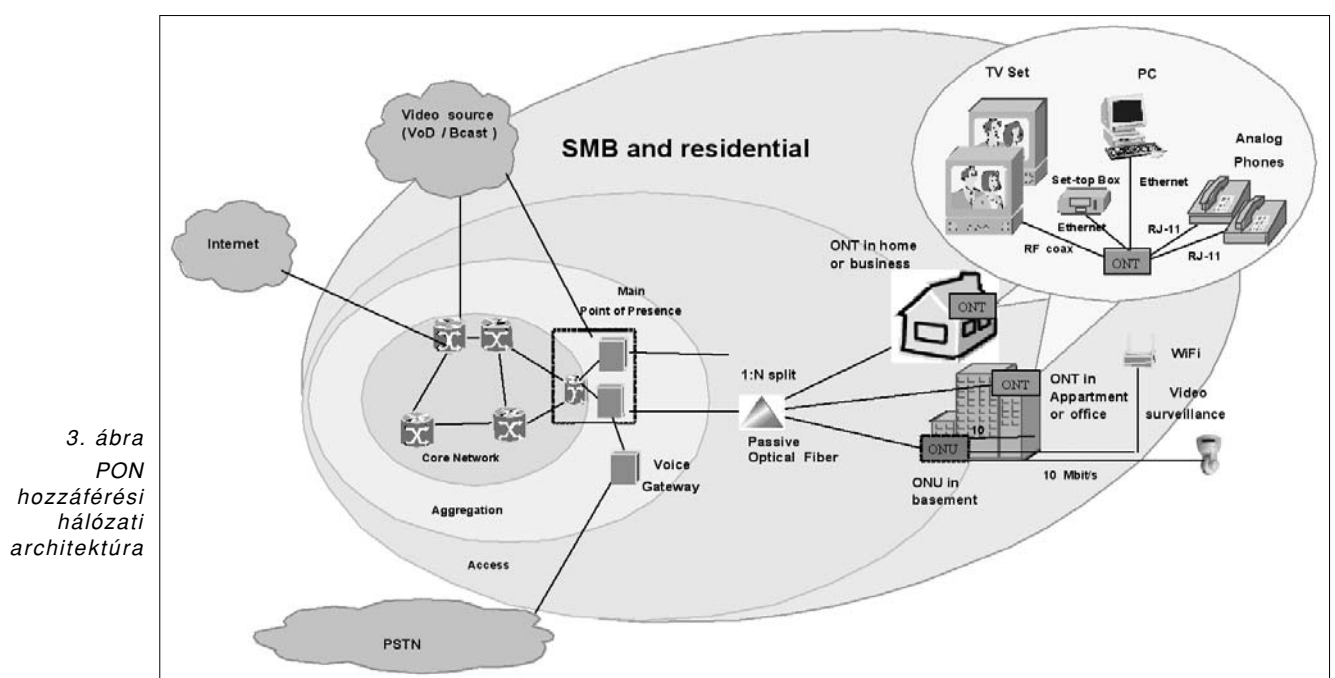 3. ábra
PON
hozzáférési
hálózati
architektúra
Video source
(VoD / Bcast )
Internet
SMB and residential
TV Set
PC
Analog
Phones
Set-top Box
Ethernet
Ethernet
RJ-11
RJ-11
RF coax
ONT
ONT in home
or business
ONT
Main
Point of Presence
1:N split
Passive
Optical Fiber
ONT
ONT in
Appartment
or office
WiFi
Video
surveillance
10
ONU
ONU in
basement
10 Mbit/s
Core Network
Voice
Gateway
Aggregation
Access
PSTN